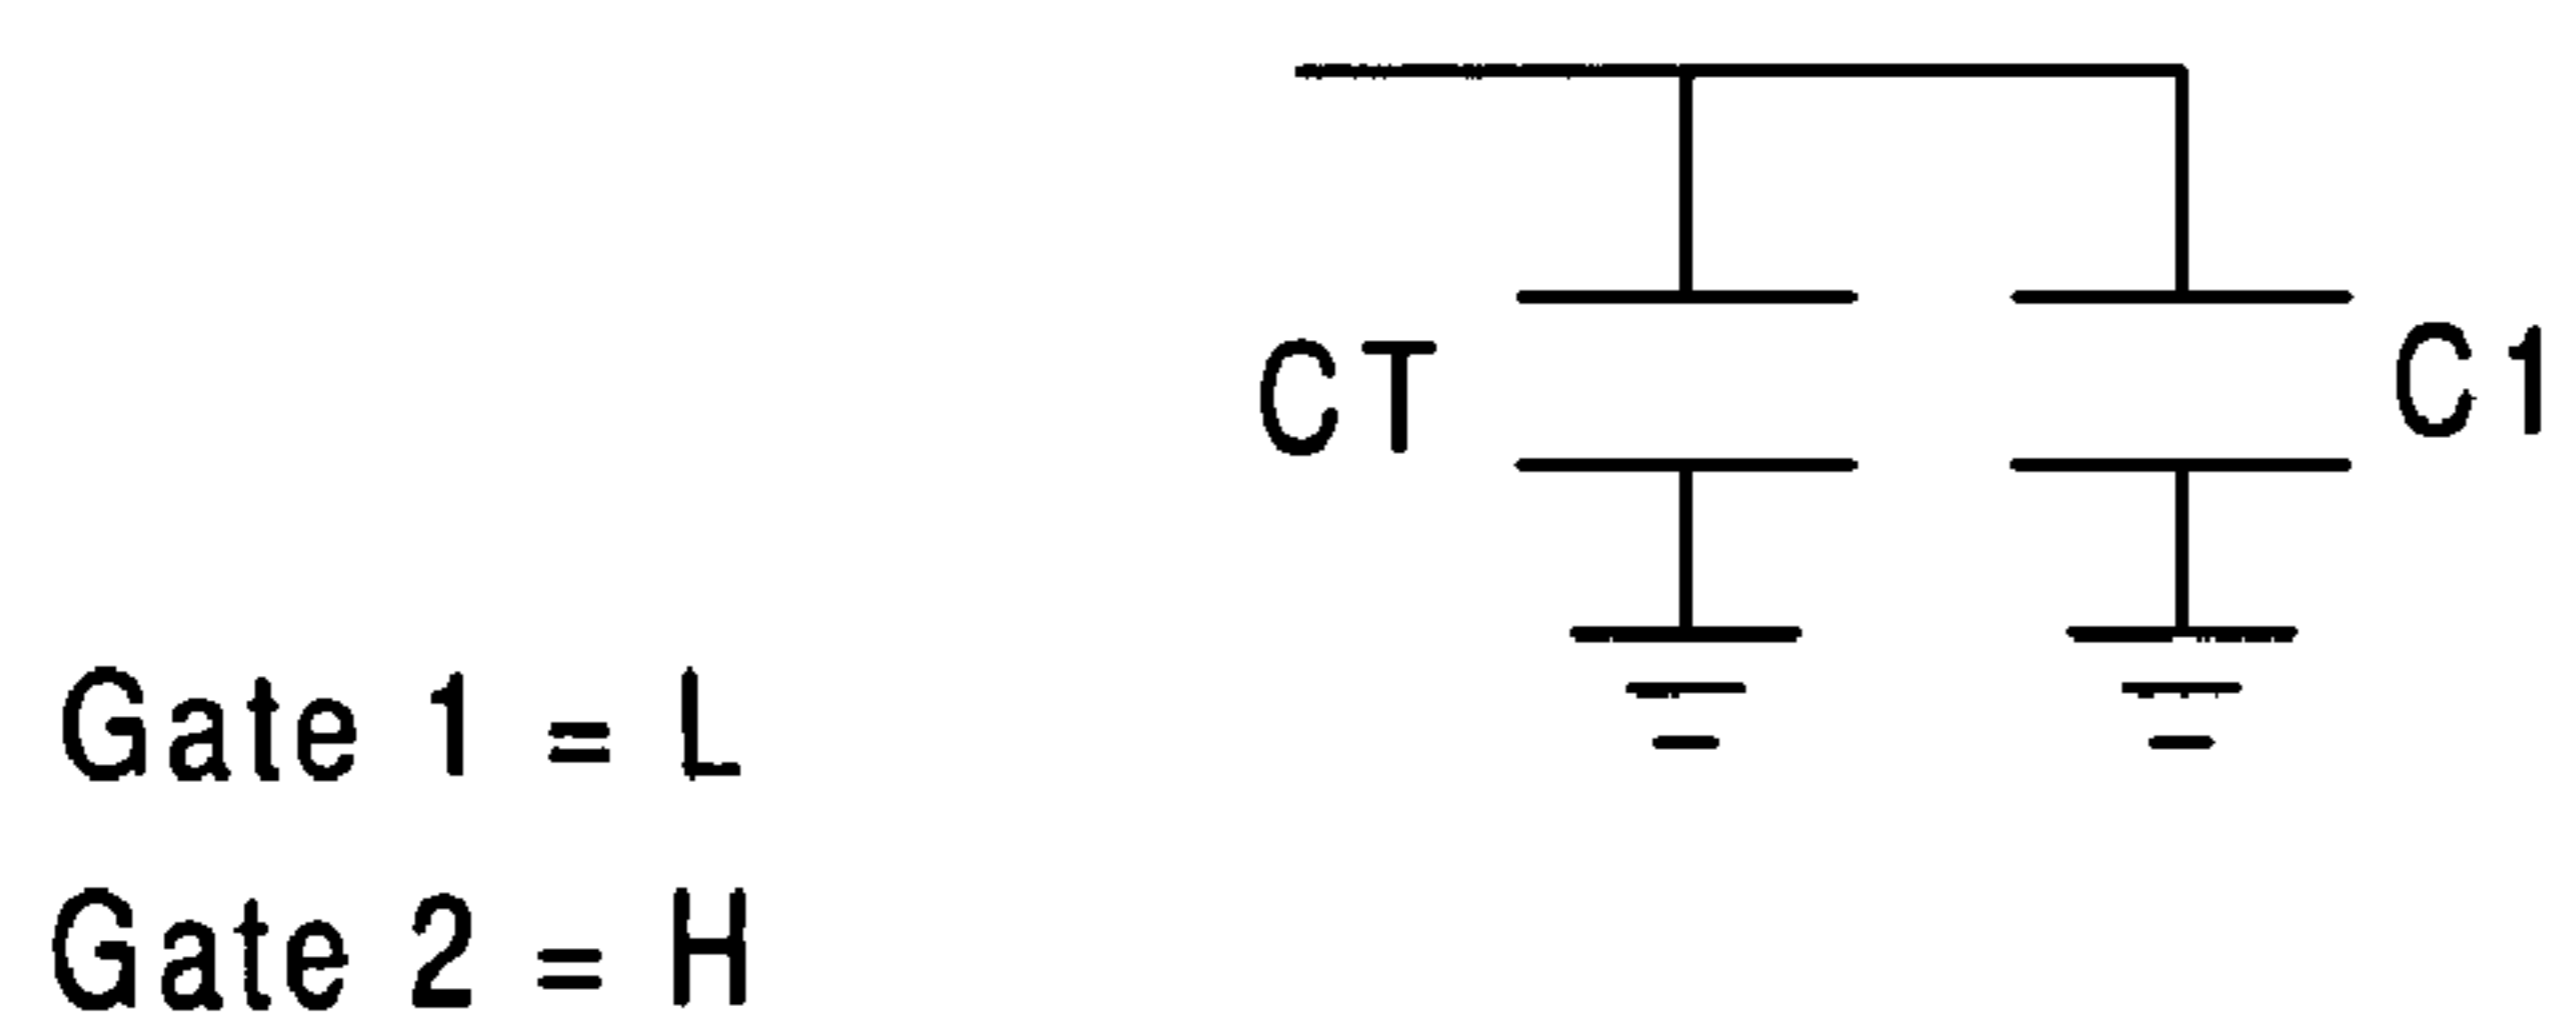 CT
C1
Gate 1 = L
Gate 2 = H